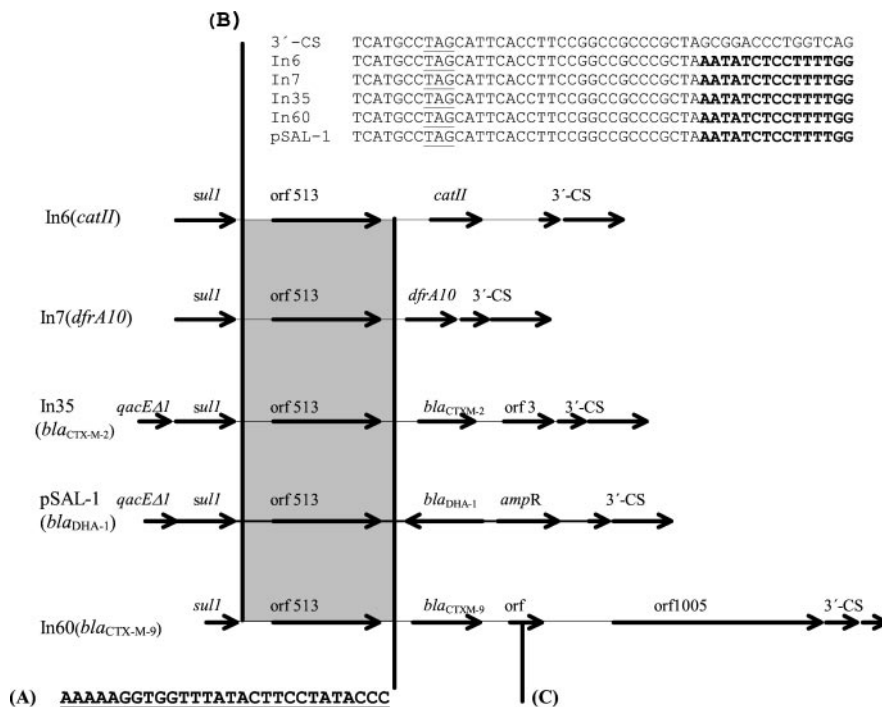 (B)
3´-CS TCATGCCTAGCATTCACCTTCCGGCCGCCCGCTAGCGGACCCTGGTCAG
In6 TCATGCCTAGCATTCACCTTCCGGCCGCCCGCTAAATATCTCCTTTTGG
In7 TCATGCCTAGCATTCACCTTCCGGCCGCCCGCTAAATATCTCCTTTTGG
In35 TCATGCCTAGCATTCACCTTCCGGCCGCCCGCTAAATATCTCCTTTTGG
In60 TCATGCCTAGCATTCACCTTCCGGCCGCCCGCTAAATATCTCCTTTTGG
pSAL-1 TCATGCCTAGCATTCACCTTCCGGCCGCCCGCTAAATATCTCCTTTTGG
sul1 orf 513 catII 3´-CS
In6(catII)
sul1 orf 513 dfrA10 3´-CS
In7(dfrA10)
In35 qacEΔ1 sul1 orf 513 blaCTXM-2 orf 3 3´-CS
(blaCTX-M-2)
pSAL-1 qacEΔ1 sul1 orf 513 blaDHA-1 ampR 3´-CS
(blaDHA-1)
sul1 orf 513 blaCTXM-9 orf orf1005 3´-CS
In60(blaCTX-M-9)
(A) AAAAAGGTGGTTTATACTTCCTATACCC (C)